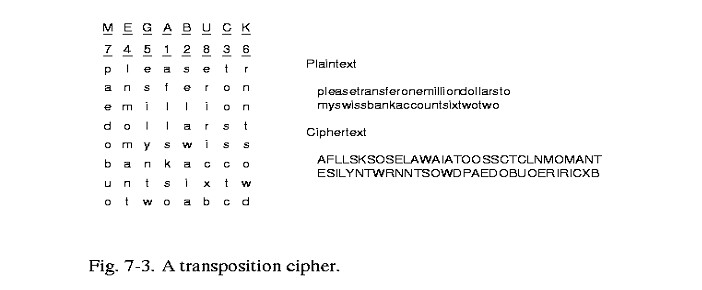 M E G A B U C K
7 4 5 1 2 8 3 6
p l e a s e t r
a n s f e r o n
e m i l l i o n
d o l l a r s t
o m y s w i s s
b a n k a c c o
u n t s i x t w
o t w o a b c d
Plaintext
pleasetransferonemilliondollarsto
myswissbankaccountsixtwotwo
Ciphertext
AFLLSKSOSELAWAIATOOSSCTCLNMOMANT
ESILYNTWRNNTSOWDPAEDOBUOERIRICXB
Fig. 7-3. A transposition cipher.